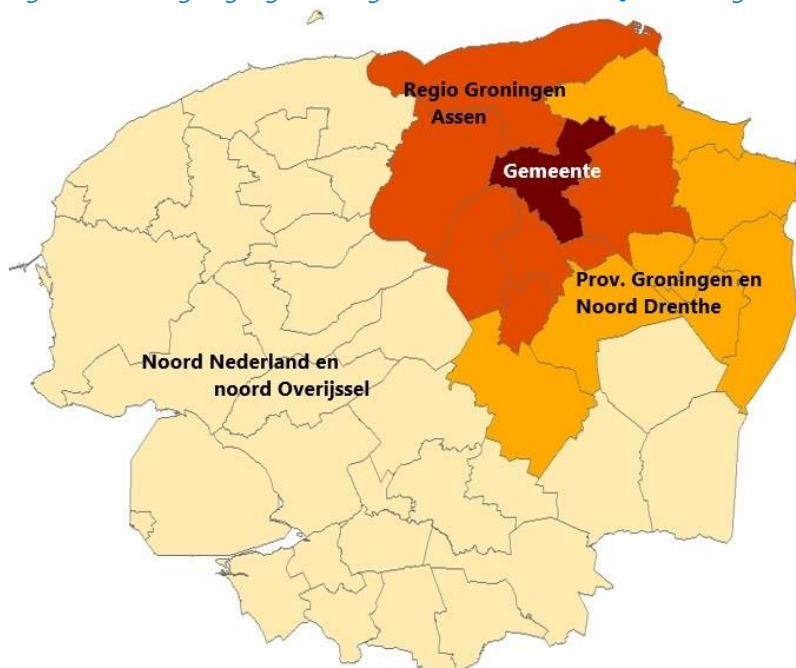 Regio Groningen
Assen
Gemeente
Prov. Groningen en
Noord Drenthe
Noord Nederland en
noord Overijssel